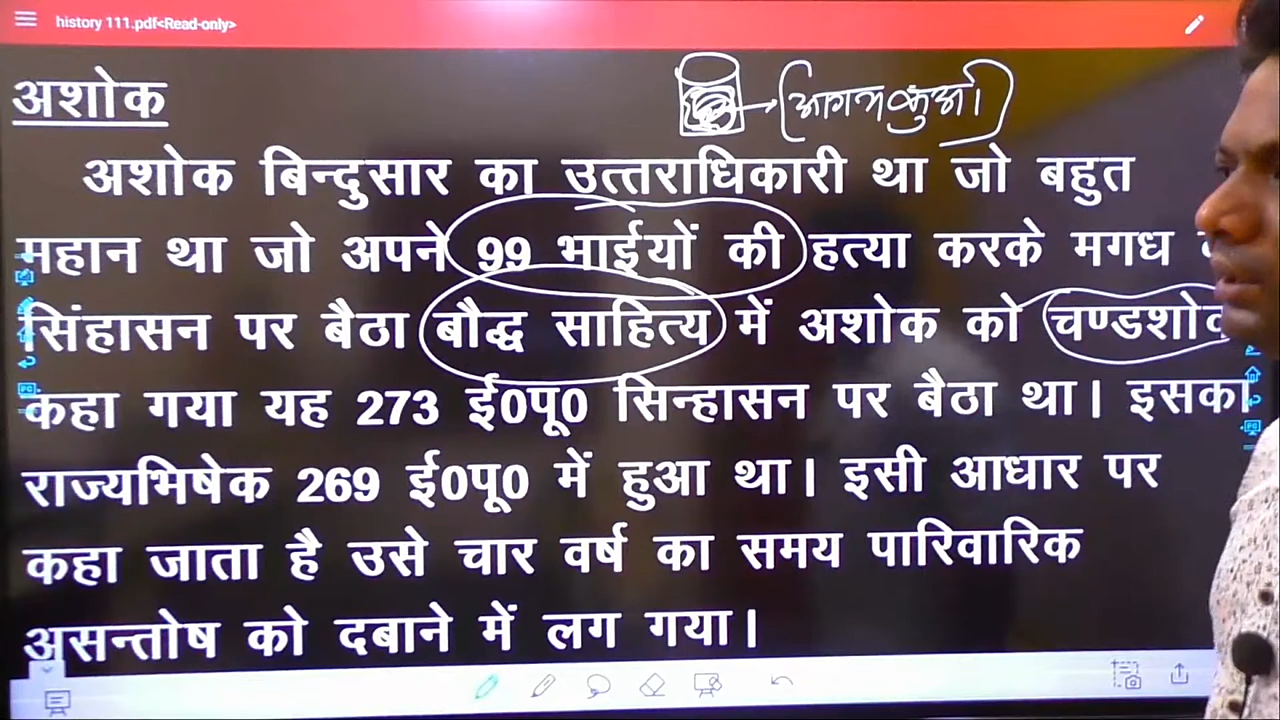 history 111.pdf<Read-only>
अशोक
अशोक बिन्दुसार का उत्तराधिकारी था जो बहुत
महान था जो अपने 99 भाईयों की हत्या करके मगध
सिंहासन पर बैठा बौद्ध साहित्य में अशोक को
कहा गया यह 273 ई0पू0 सिन्हासन पर बैठा था। इसका
राज्यभिषेक 269 ई0पू0 में हुआ था। इसी आधार पर
कहा जाता है उसे चार वर्ष का समय पारिवारिक
असन्तोष को दबाने में लग गया।